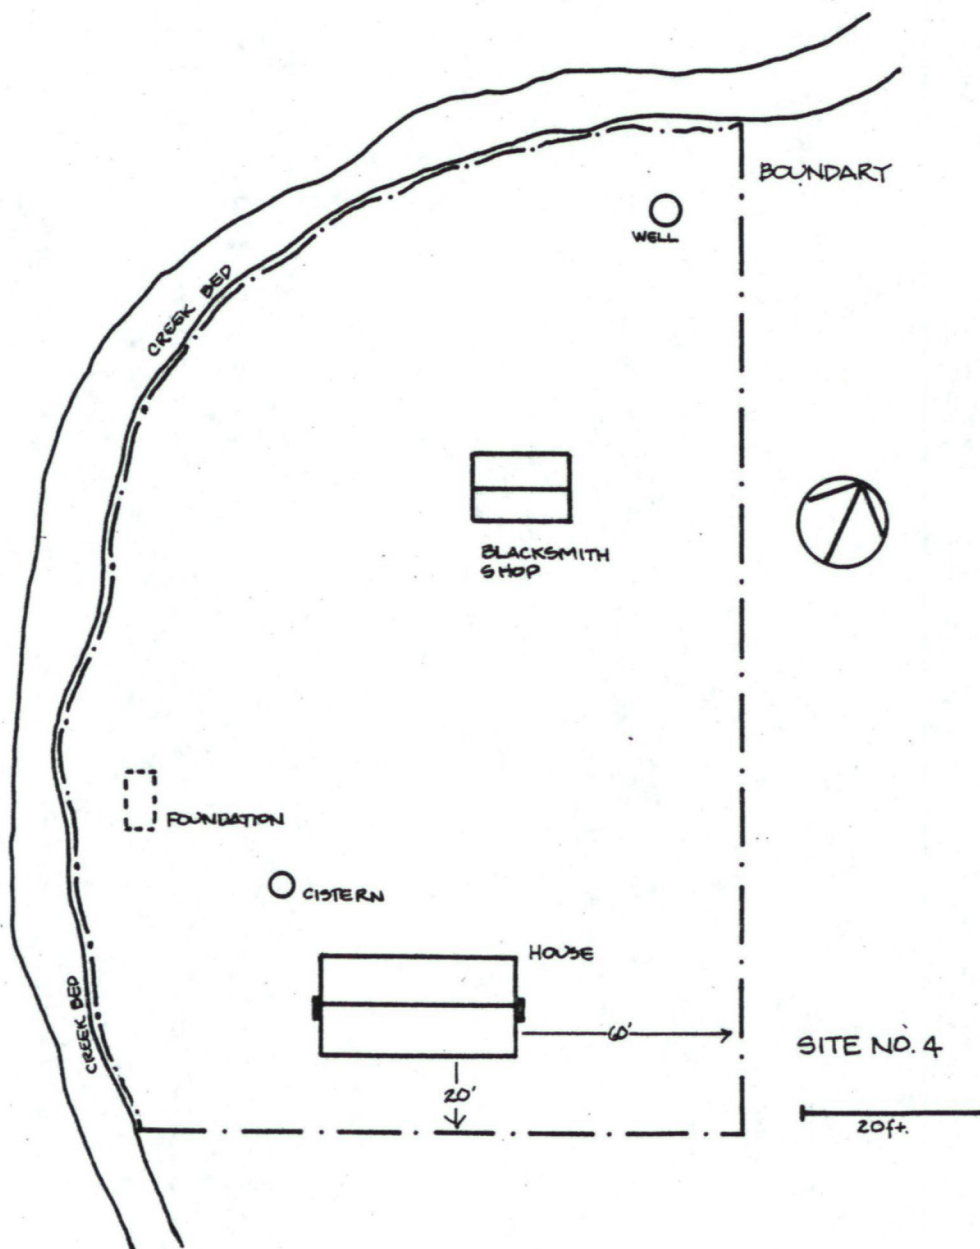 BOUNDARY
WELL
CREEK BED
BLACKSMITH
SHOP
FOUNDATION
CISTERN
HOUSE
60'
CREEK BED
SITE NO. 4
20'
20ft.